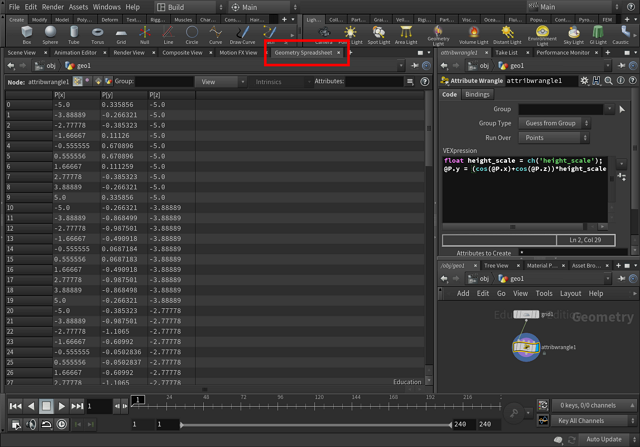 File Edit Render Assets Windows Help Build Main Main
Create Modify Model... Poly... Deform Textu... Rigg... Muscles Char... Cons... Hair... Light... Col... Part... Grai... Vell... Rigi... Part... Visc... Oce... FEM
Box Sphere Tube Torus Grid Null Line Circle Curve Draw Curve Camera Point Light Spot Light Area Light Geometry Light Volume Light Distant Light Environment Light Sky Light GI Light Caustic
Scene View Animation Editor Render View Composite View Motion FX View Geometry Spreadsheet attribwrangle1 Take List Performance Monitor
obj geo1 obj geo1
Node: attribwrangle1 Group: View Intrinsics Attributes:
Attribute Wrangle attribwrangle1
P[x] P[y] P[z]
0 -5.0 0.335856 -5.0
1 -3.88889 -0.266321 -5.0
2 -2.77778 -0.385323 -5.0
3 -1.66667 0.11126 -5.0
4 -0.555555 0.670896 -5.0
5 0.555556 0.670896 -5.0
6 1.66667 0.111259 -5.0
7 2.77778 -0.385323 -5.0
8 3.88889 -0.266321 -5.0
9 5.0 0.335856 -5.0
10 -5.0 -0.266321 -3.88889
11 -3.88889 -0.868499 -3.88889
12 -2.77778 -0.987501 -3.88889
13 -1.66667 -0.490918 -3.88889
14 -0.555555 0.0687184 -3.88889
15 0.555556 0.0687183 -3.88889
16 1.66667 -0.490918 -3.88889
17 2.77778 -0.987501 -3.88889
18 3.88889 -0.868498 -3.88889
19 5.0 -0.266321 -3.88889
20 -5.0 -0.385323 -2.77778
21 -3.88889 -0.987501 -2.77778
22 -2.77778 -1.1065 -2.77778
23 -1.66667 -0.60992 -2.77778
24 -0.555555 -0.0502836 -2.77778
25 0.555556 -0.0502837 -2.77778
26 1.66667 -0.60992 -2.77778
27 2.77778 -1.1065 -2.77778
Education
Code Bindings
Group
Group Type Guess from Group
Run Over Points
VEXpression
float height_scale = ch('height_scale');
@P.y = (cos(@P.x)+cos(@P.z))*height_scale
Ln 2, Col 29
Attributes to Create *
/obj/geo1 Tree View Material P... Asset Bro...
obj geo1
Add Edit Go View Tools Layout Help
Geometry
grid1
attribwrangle1
1 1 24 48 72 96 120 144 168 192 216 2
0 keys, 0/0 channels
1 1 240 240 Key All Channels
Auto Update